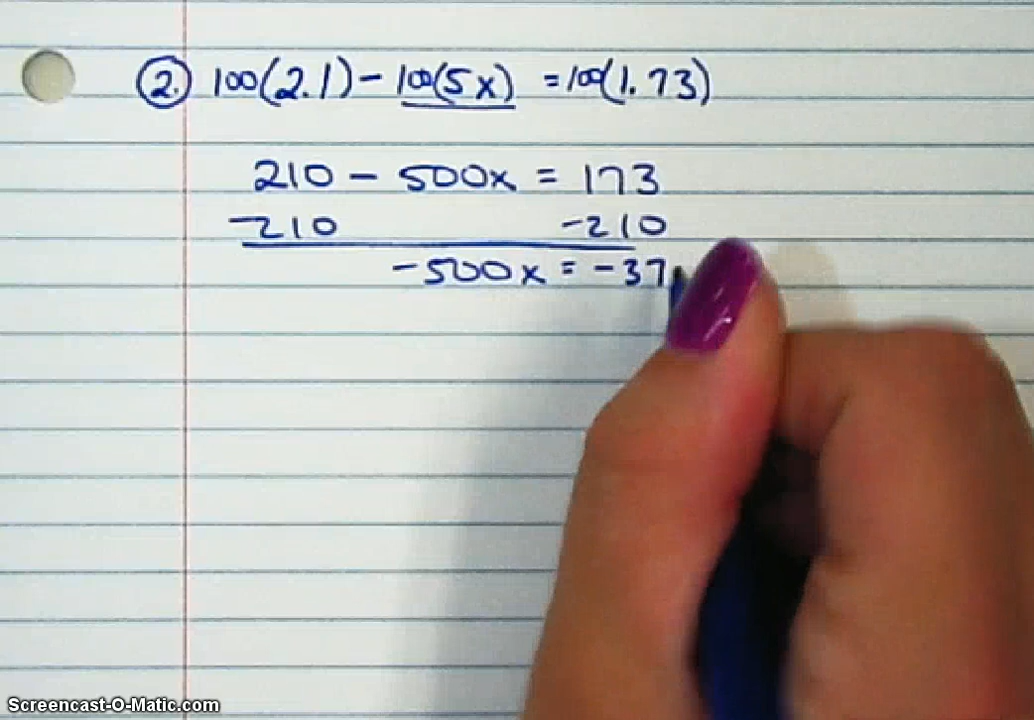 2. 100(2.1) - 100(5x) = 100(1.73)
210 - 500x = 173
-210 -210
-500x = -37
Screencast-O-Matic.com